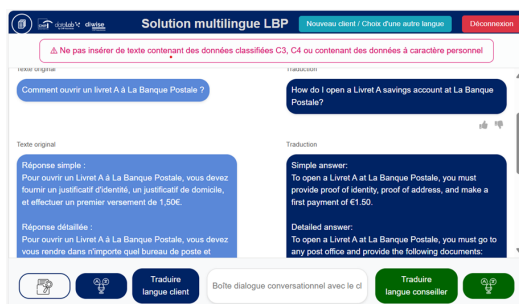 Solution multilingue LBP
Nouveau client / Choix d'une autre langue
Déconnexion
⚠ Ne pas insérer de texte contenant des données classifiées C3, C4 ou contenant des données à caractère personnel
Texte original
Traduction
Comment ouvrir un livret A à La Banque Postale ?
How do I open a Livret A savings account at La Banque
Postale?
Texte original
Traduction
Réponse simple :
Pour ouvrir un Livret A à La Banque Postale, vous devez
fournir un justificatif d'identité, un justificatif de domicile,
et effectuer un premier versement de 1,50€.
Réponse détaillée :
Pour ouvrir un Livret A à La Banque Postale, vous devez
vous rendre dans n'importe quel bureau de poste et
Simple answer:
To open a Livret A at La Banque Postale, you must
provide proof of identity, proof of address, and make a
first payment of €1.50.
Detailed answer:
To open a Livret A at La Banque Postale, you must go to
any post office and provide the following documents:
Traduire
langue client
Boîte dialogue conversationnel avec le cl
Traduire
langue conseiller